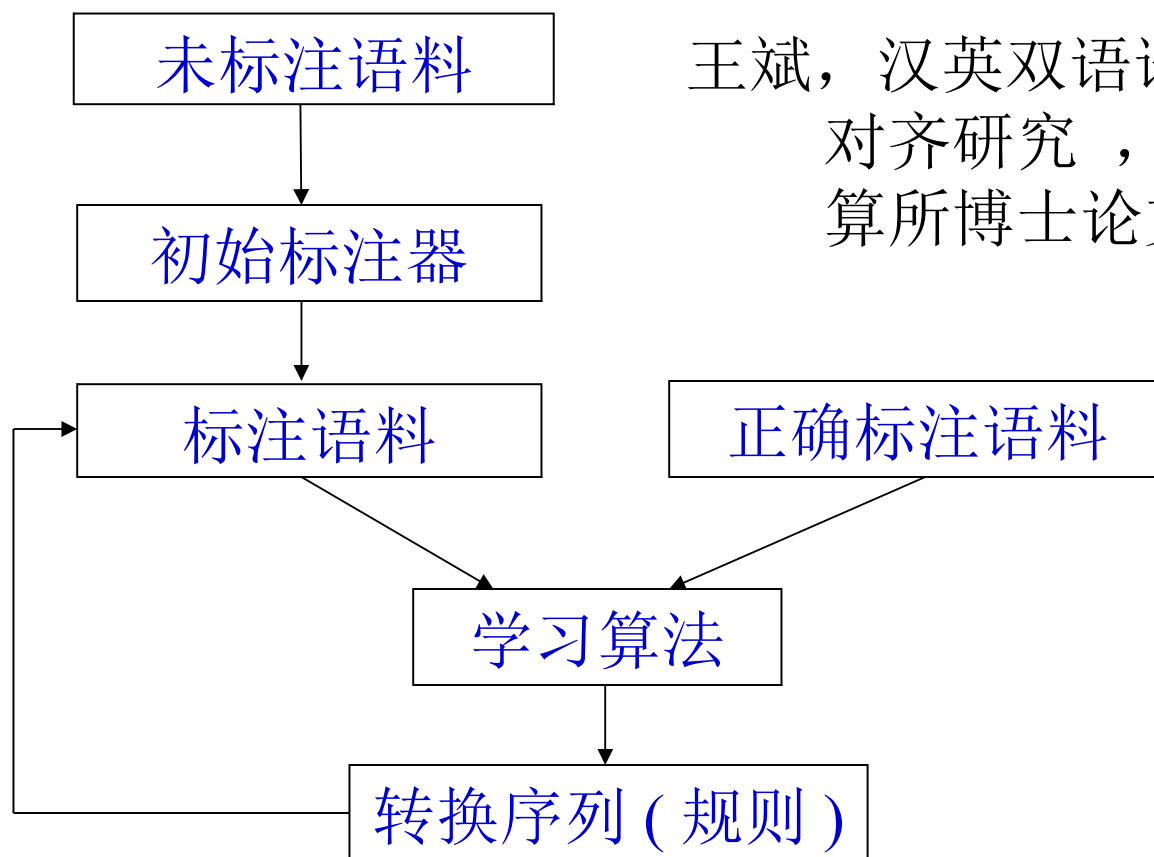 未标注语料
王斌，汉英双语
对齐研究 ，
算所博士论
初始标注器
标注语料
正确标注语料
学习算法
转换序列 ( 规则 )